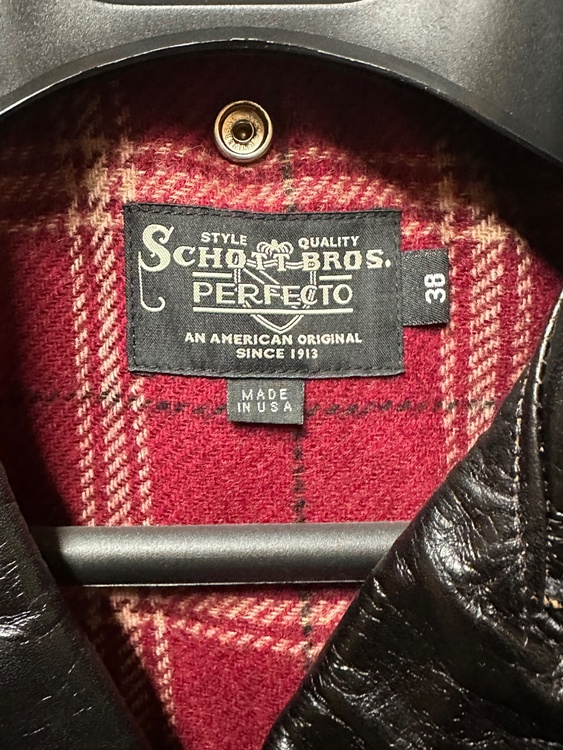 STYLE QUALITY
SCHOTT BROS.
PERFECTO
AN AMERICAN ORIGINAL
SINCE 1913
38
MADE
IN USA